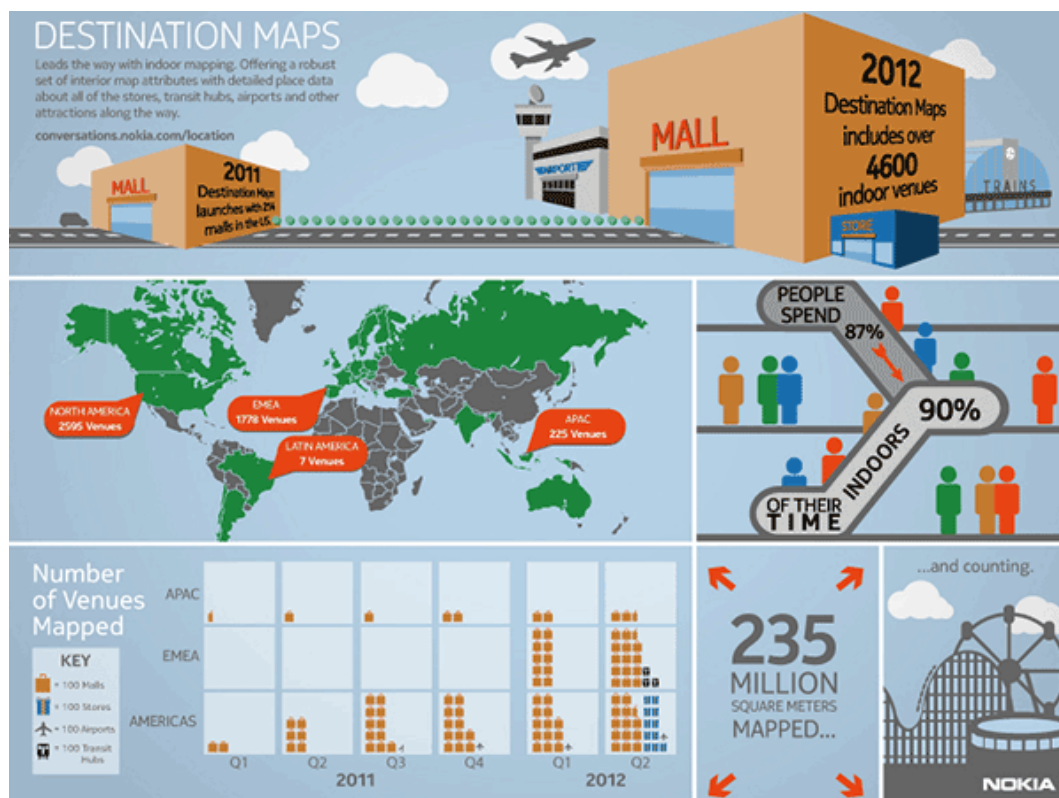 DESTINATION MAPS
Leads the way with indoor mapping. Offering a robust
set of interior map attributes with detailed place data
about all of the stores, transit hubs, airports and other
attractions along the way.
conversations.nokia.com/location
MALL
2011
Destination Maps
launches with 214
malls in the U.S.
AIRPORT
MALL
2012
Destination Maps
includes over
4600
indoor venues
STORE
TRAINS
NORTH AMERICA
2595 Venues
EMEA
1778 Venues
LATIN AMERICA
7 Venues
APAC
225 Venues
PEOPLE
SPEND
87%
90%
INDOORS
OF THEIR
TIME
Number
of Venues
Mapped
KEY
= 100 Malls
= 100 Stores
= 100 Airports
= 100 Transit
Hubs
APAC
EMEA
AMERICAS
Q1
Q2
Q3
Q4
Q1
Q2
2011
2012
235
MILLION
SQUARE METERS
MAPPED...
...and counting.
NOKIA